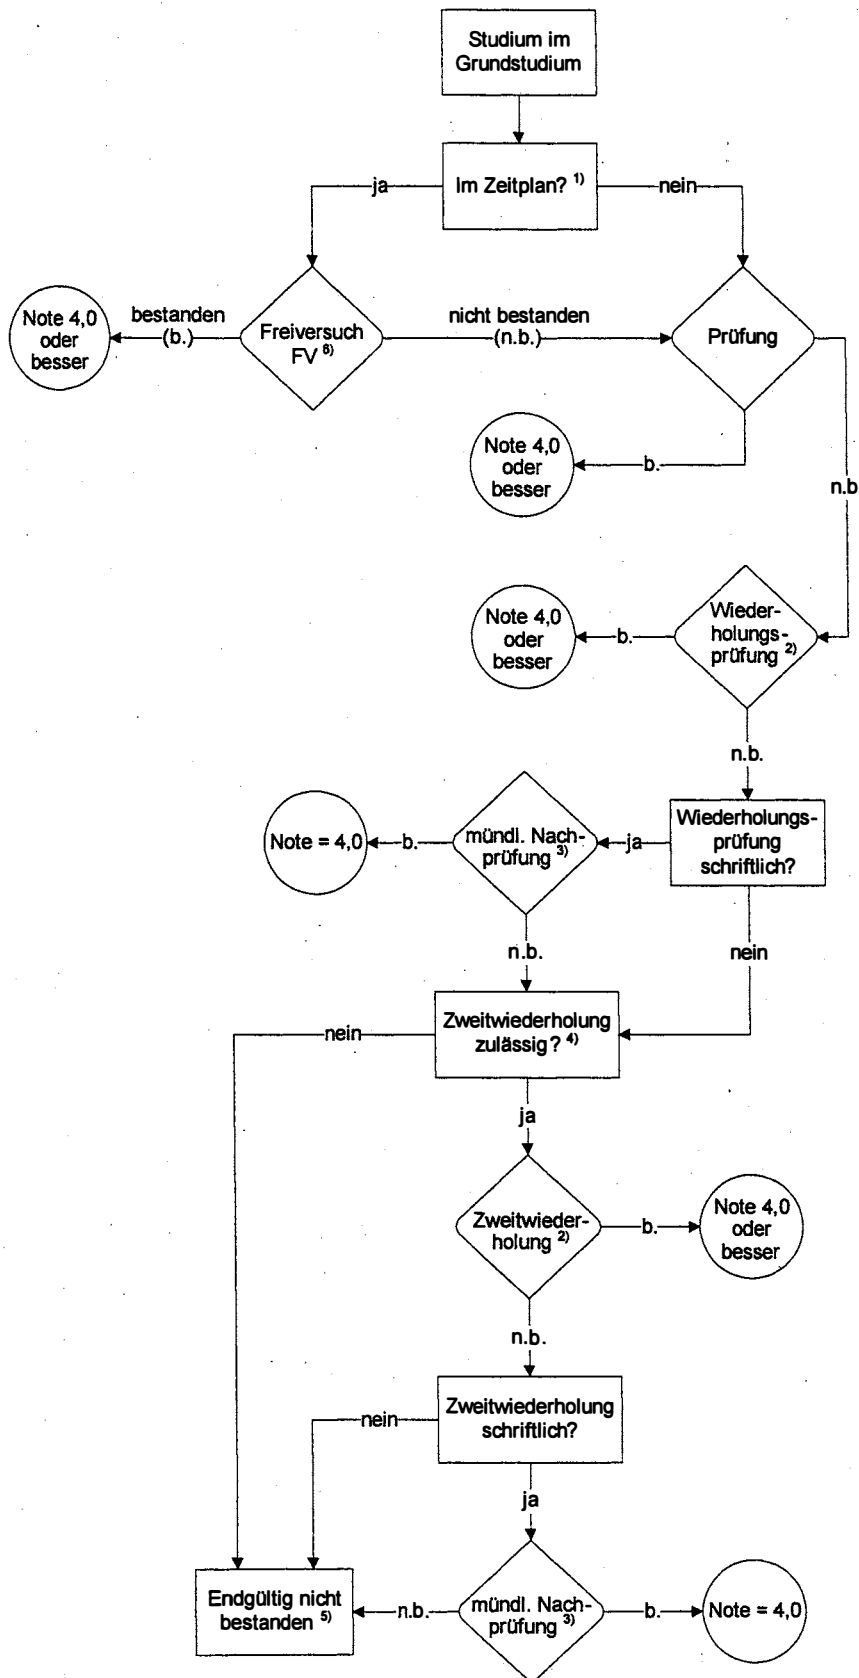 Studium im
Grundstudium
Im Zeitplan? 1)
ja
nein
Note 4,0
oder
besser
bestanden
(b.)
Freiversuch
FV 6)
nicht bestanden
(n.b.)
Prüfung
Note 4,0
oder
besser
b.
n.b
Note 4,0
oder
besser
b.
Wieder-
holungs-
prüfung 2)
n.b.
Note = 4,0
b.
mündl. Nach-
prüfung 3)
ja
Wiederholungs-
prüfung
schriftlich?
n.b.
nein
nein
Zweitwiederholung
zulässig? 4)
ja
Zweitwieder-
holung 2)
b.
Note 4,0
oder
besser
n.b.
nein
Zweitwiederholung
schriftlich?
ja
Endgültig nicht
bestanden 5)
n.b.
mündl. Nach-
prüfung 3)
b.
Note = 4,0